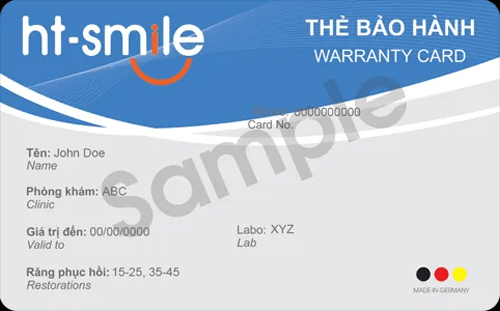 ht-smile
THẺ BẢO HÀNH
WARRANTY CARD
0000000000
Card No.
Sample
Tên: John Doe
Name
Phòng khám: ABC
Clinic
Giá trị đến: 00/00/0000
Valid to
Labo: XYZ
Lab
Răng phục hồi: 15-25, 35-45
Restorations
MADE IN GERMANY